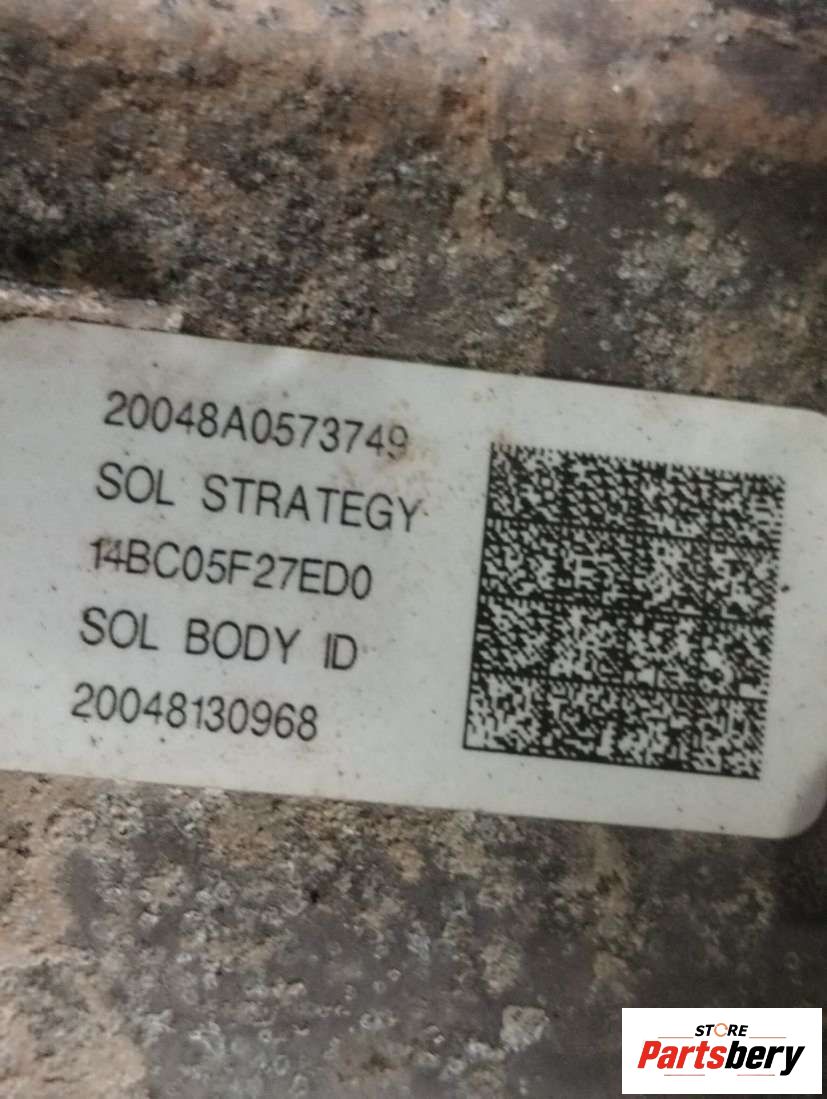 20048A0573749
SOL STRATEGY
14BC05F27ED0
SOL BODY ID
20048130968
STORE
Partsbery